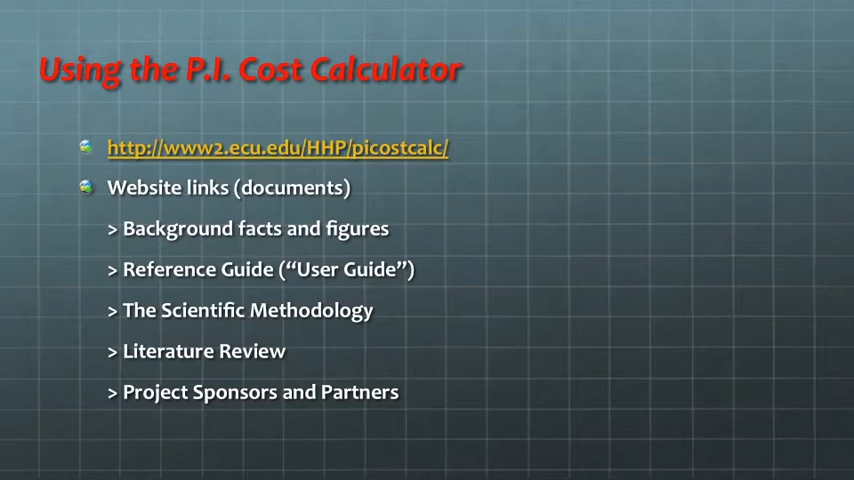 Using the P.I. Cost Calculator
http://www2.ecu.edu/HHP/picostcalc/
Website links (documents)
> Background facts and figures
> Reference Guide (“User Guide”)
> The Scientific Methodology
> Literature Review
> Project Sponsors and Partners